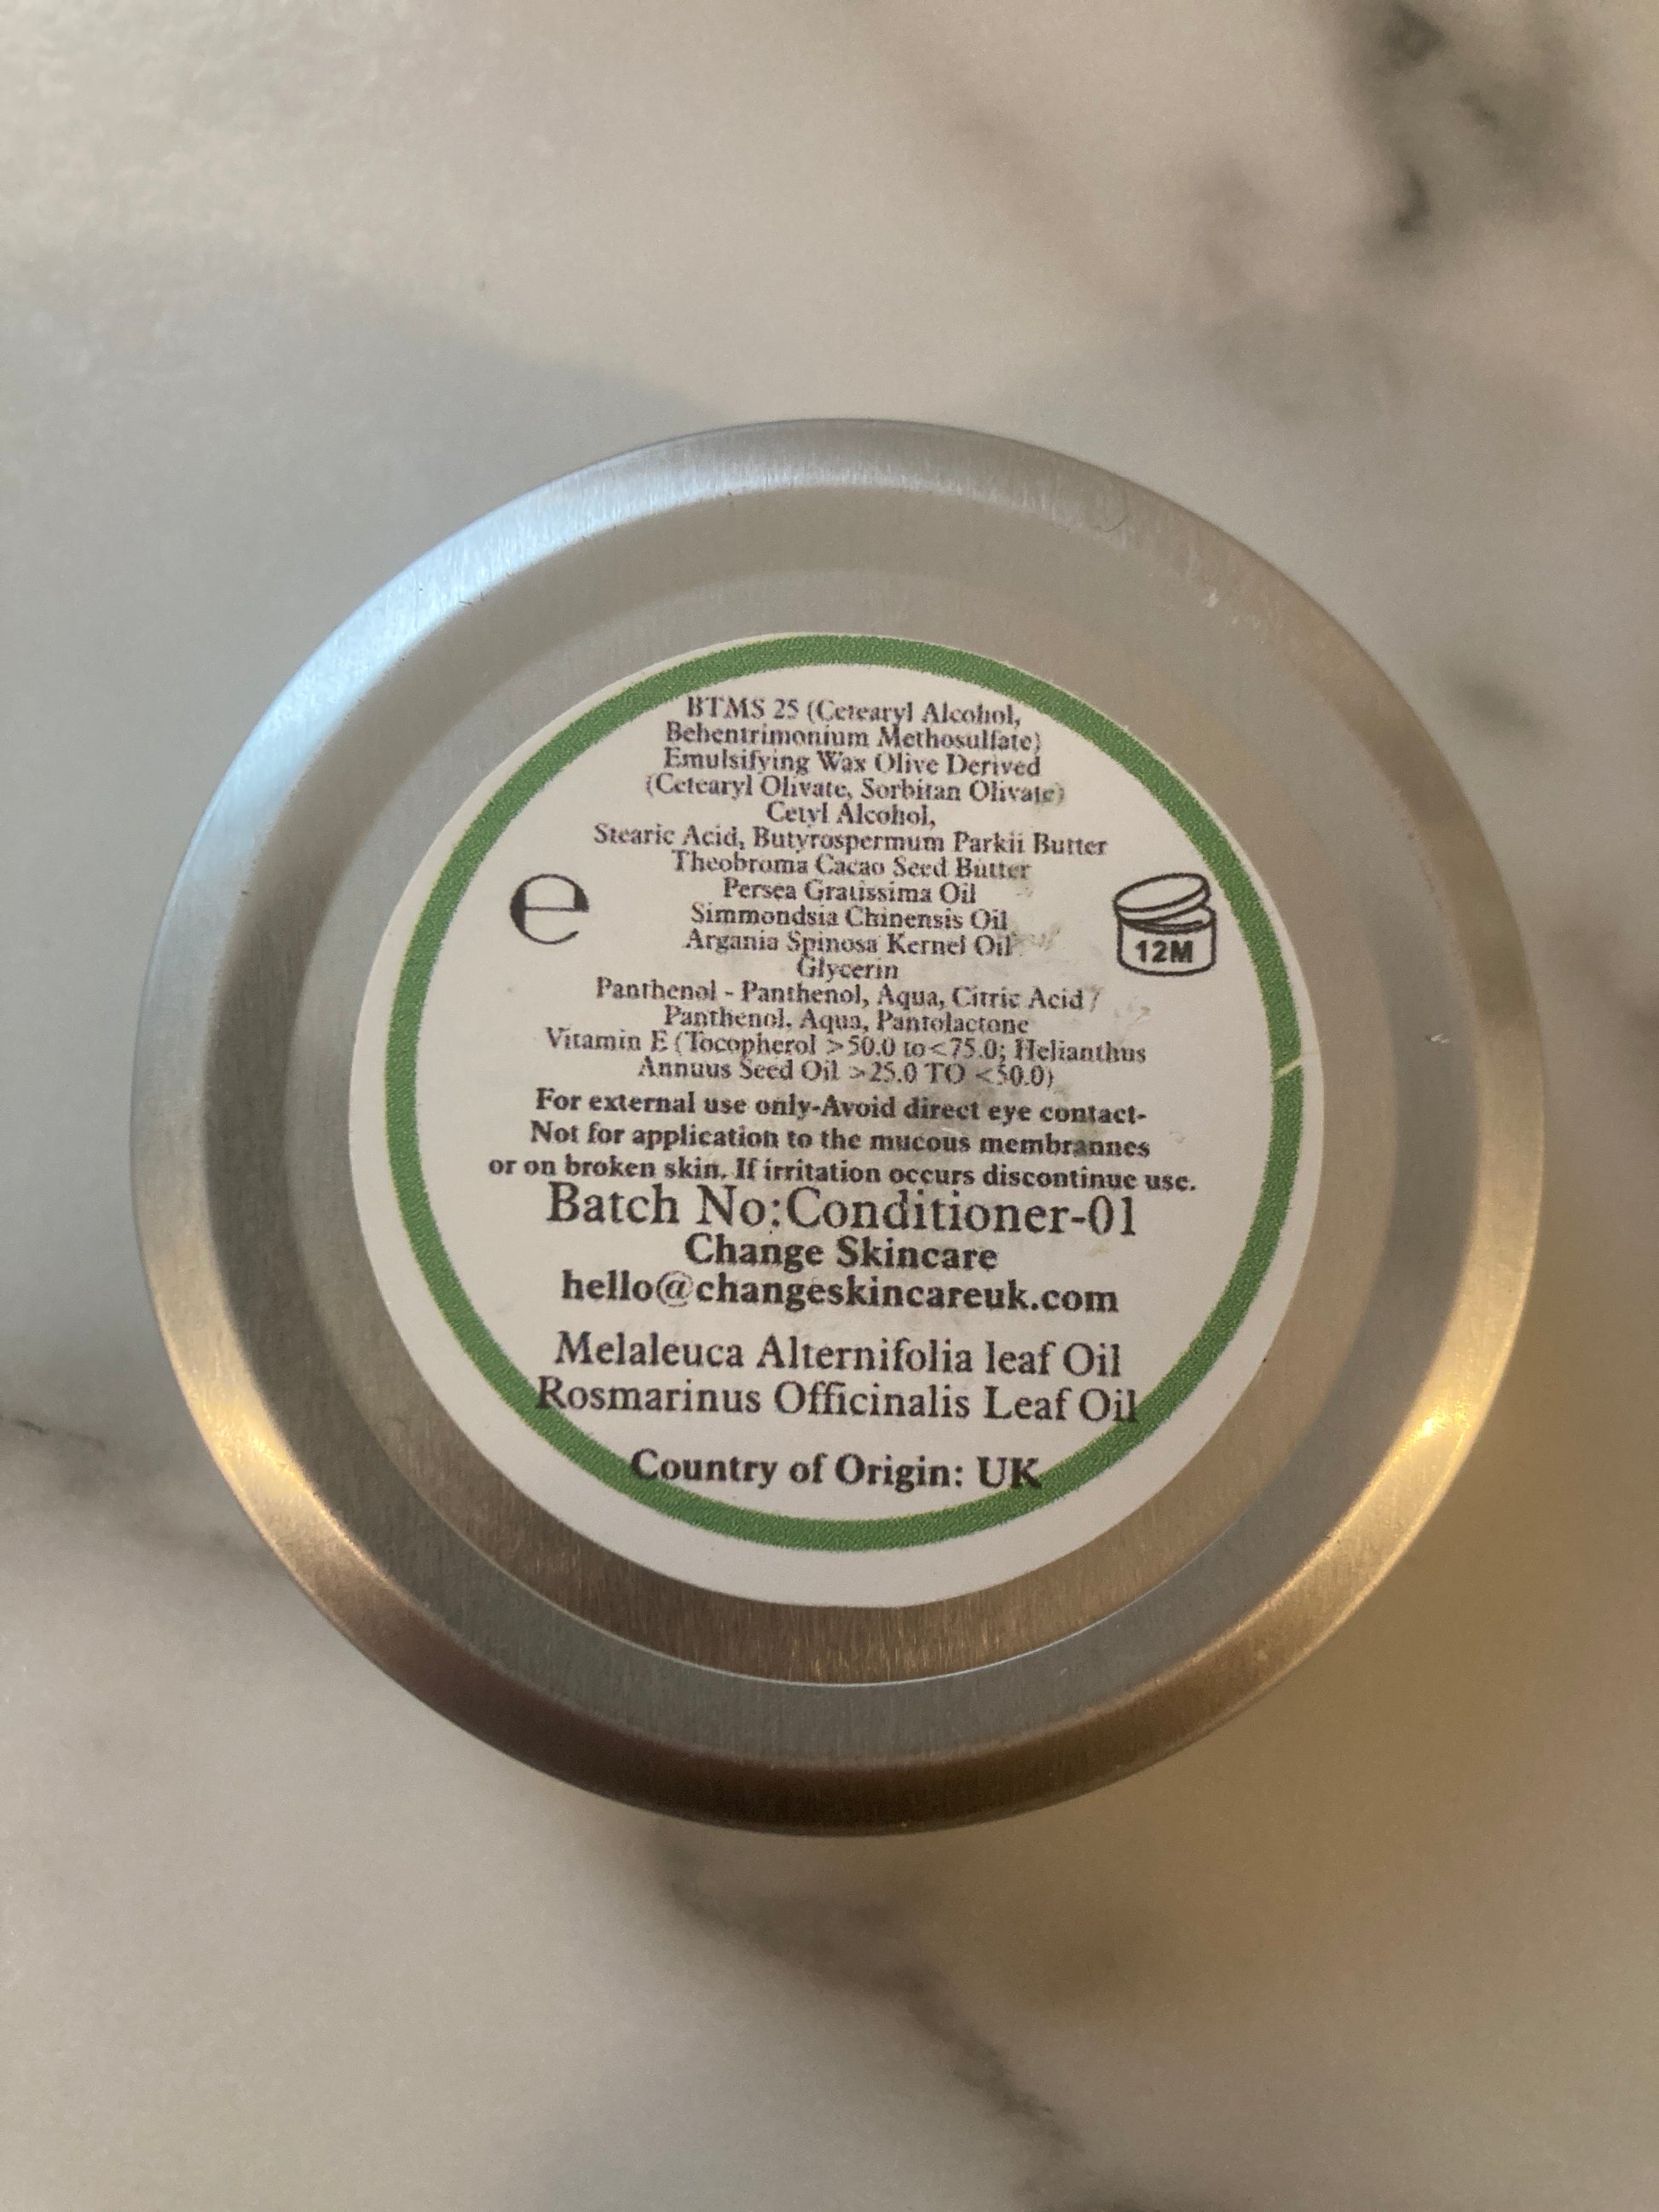 BTMS 25 (Cetearyl Alcohol,
Behentrimonium Methosulfate)
Emulsifying Wax Olive Derived
(Cetearyl Olivate, Sorbitan Olivate)
Cetyl Alcohol,
Stearic Acid, Butyrospermum Parkii Butter
Theobroma Cacao Seed Butter
Persea Gratissima Oil
Simmondsia Chinensis Oil
Argania Spinosa Kernel Oil
Glycerin
Panthenol - Panthenol, Aqua, Citric Acid /
Panthenol, Aqua, Pantolactone
Vitamin E (Tocopherol >50.0 to<75.0; Helianthus
Annuus Seed Oil >25.0 TO <50.0)
e
12M
For external use only-Avoid direct eye contact-
Not for application to the mucous membrannes
or on broken skin. If irritation occurs discontinue use.
Batch No:Conditioner-01
Change Skincare
hello@changeskincareuk.com
Melaleuca Alternifolia leaf Oil
Rosmarinus Officinalis Leaf Oil
Country of Origin: UK